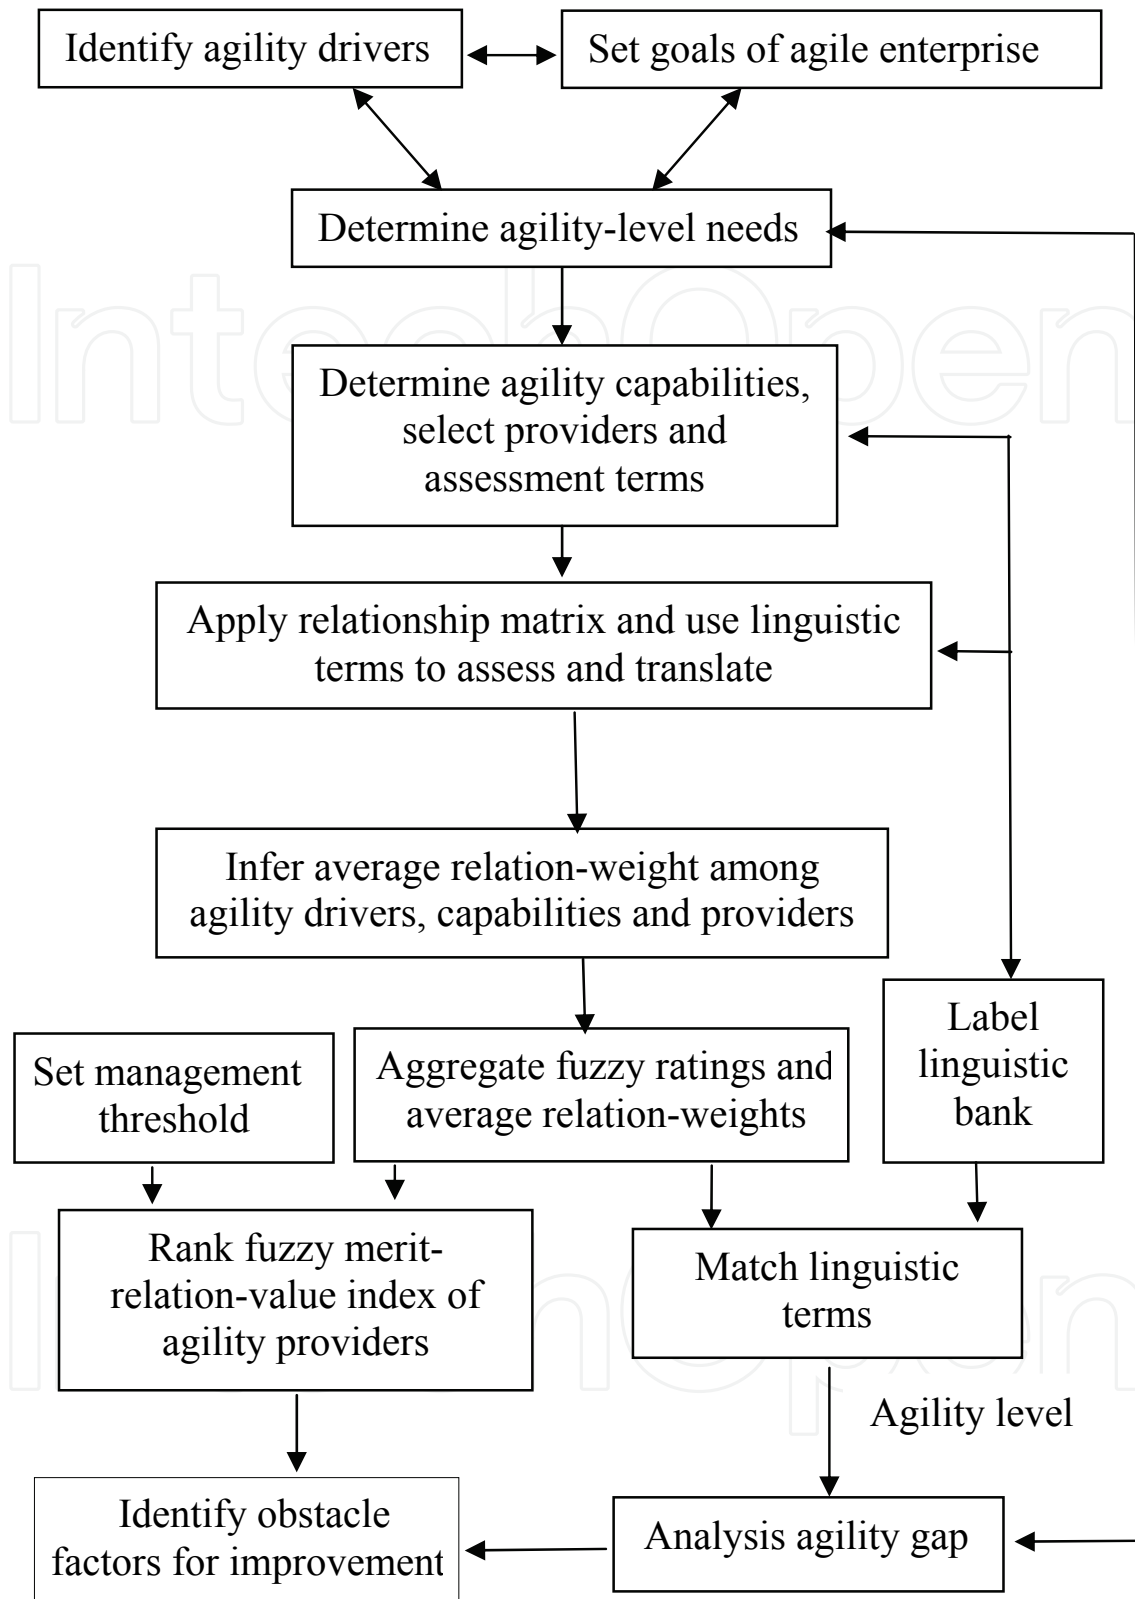 Identify agility drivers
Set goals of agile enterprise
Determine agility-level needs
IntechOpen
Determine agility capabilities,
select providers and
assessment terms
Apply relationship matrix and use linguistic
terms to assess and translate
Infer average relation-weight among
agility drivers, capabilities and providers
Label
linguistic
bank
Set management
threshold
Aggregate fuzzy ratings and
average relation-weights
Rank fuzzy merit-
relation-value index of
agility providers
Match linguistic
terms
IntechOpen
Agility level
Identify obstacle
factors for improvement
Analysis agility gap